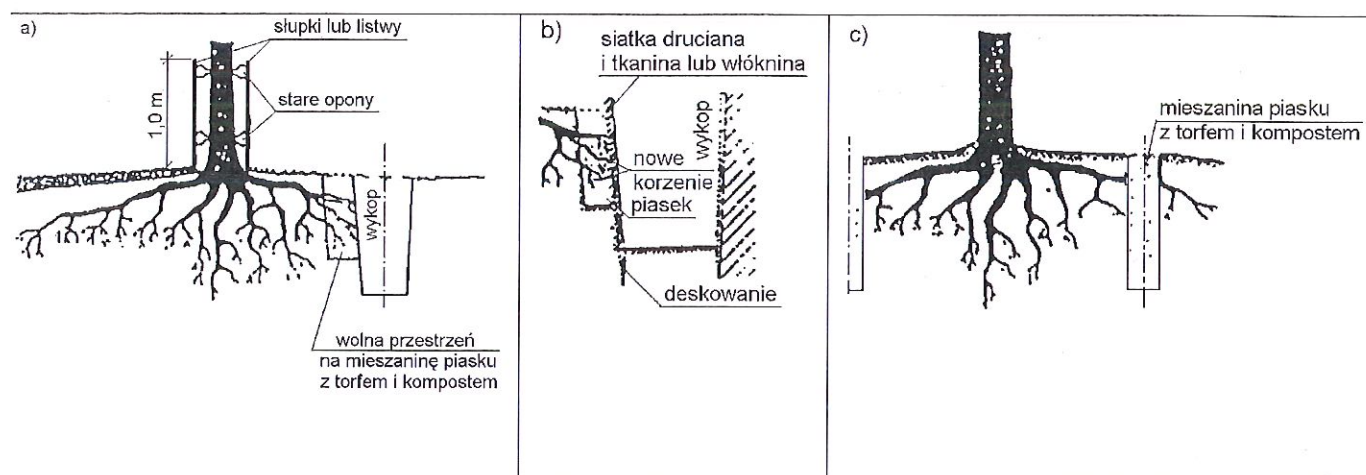 a)
słupki lub listwy
stare opony
1,0 m
wykop
wolna przestrzeń
na mieszaninę piasku
z torfem i kompostem
b)
siatka druciana
i tkanina lub włóknina
wykop
nowe
korzenie
piasek
deskowanie
c)
mieszanina piasku
z torfem i kompostem